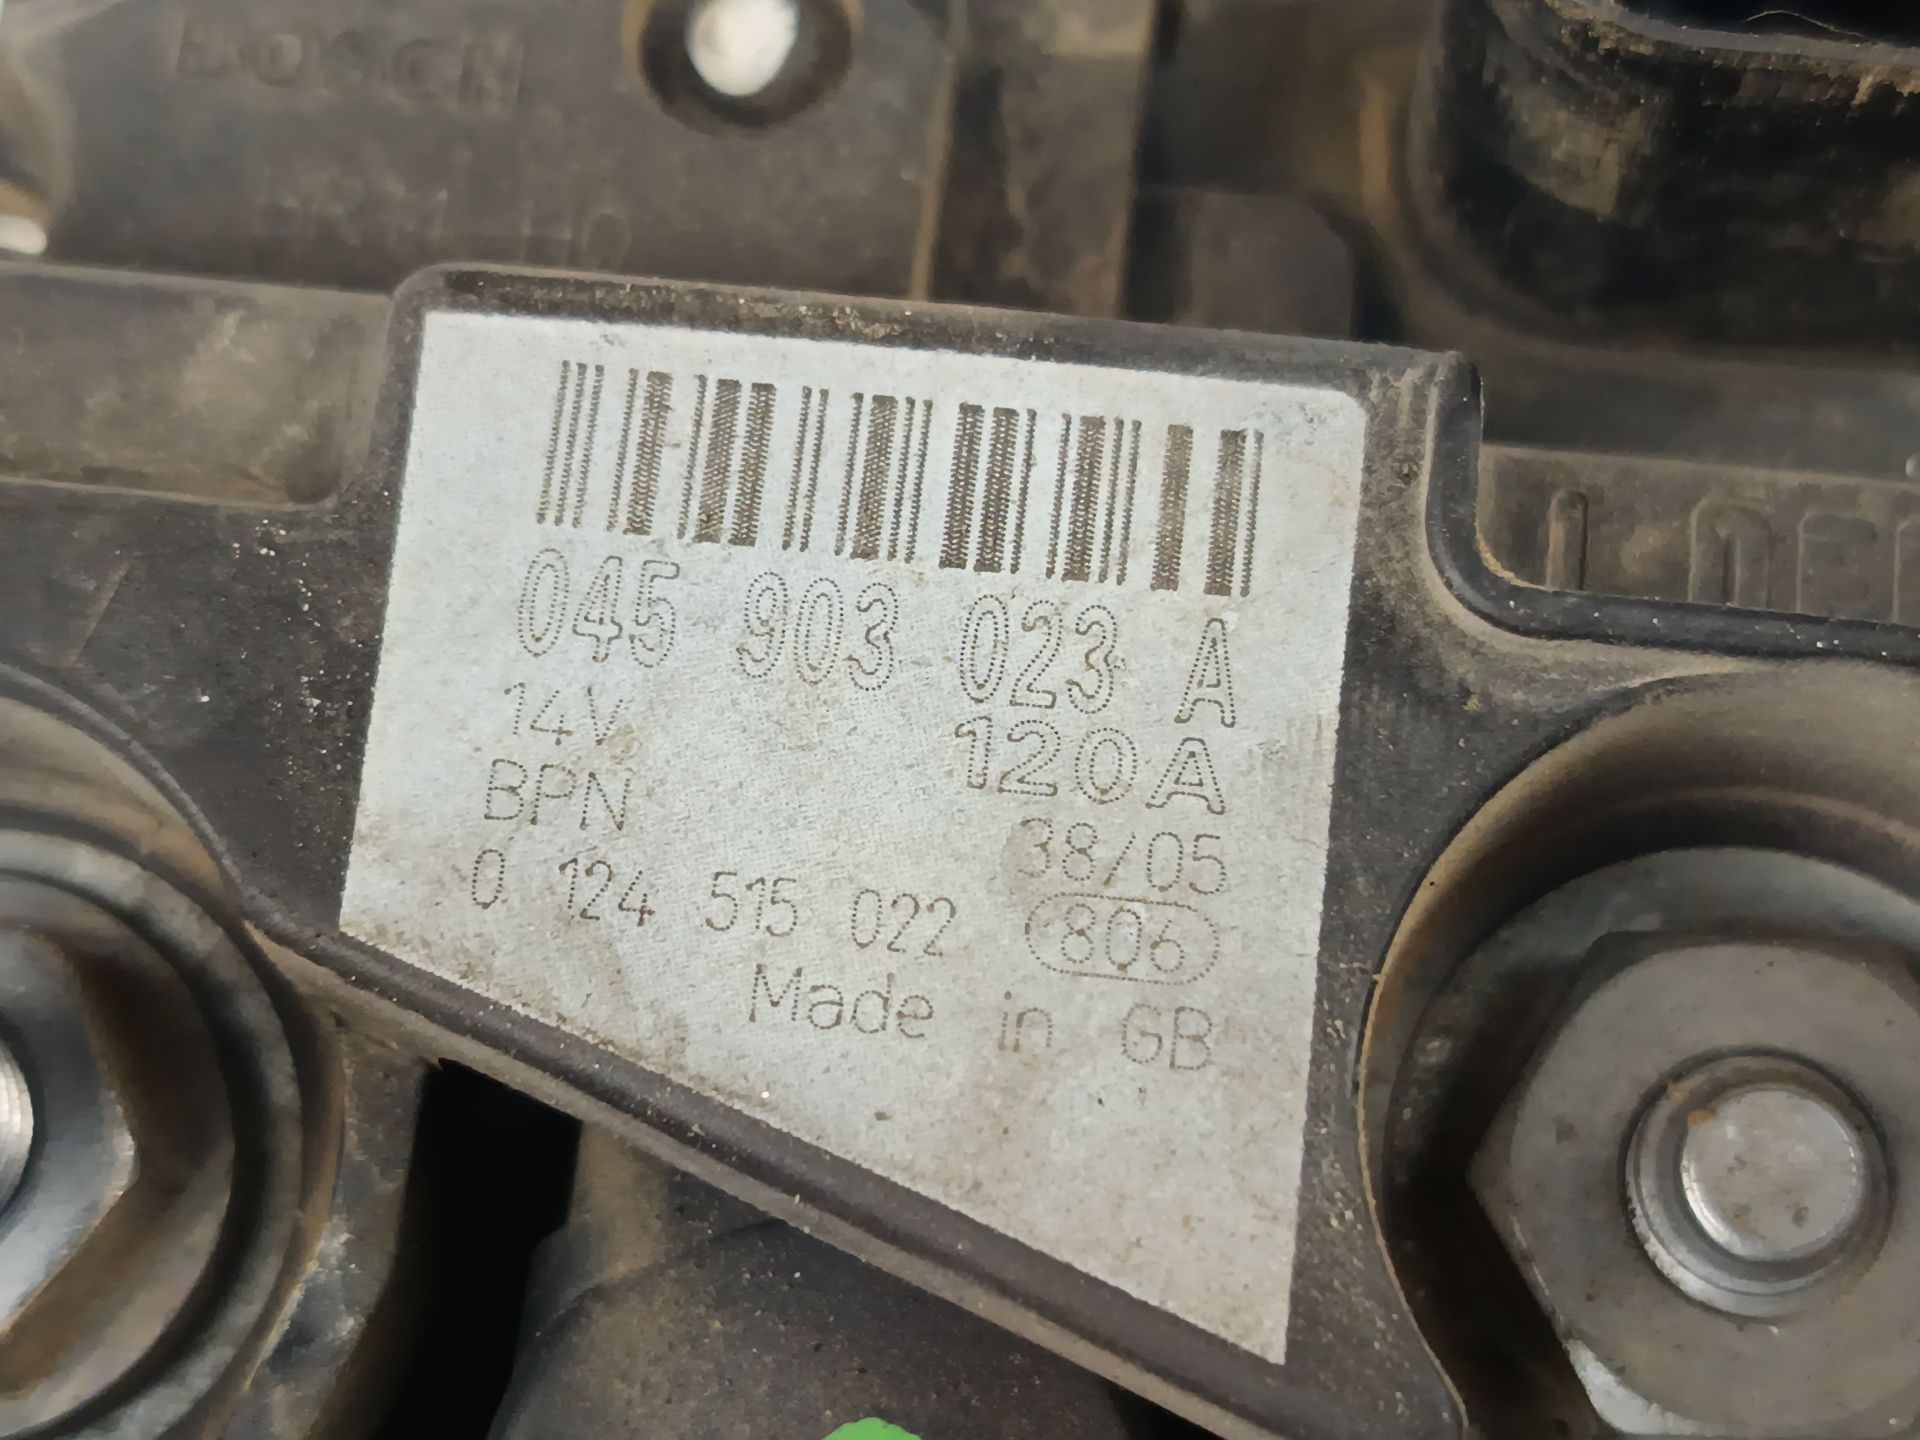 BOSCH
045 903 023 A
14V 120A
BPN 38/05
0 124 515 022 806
Made in GB